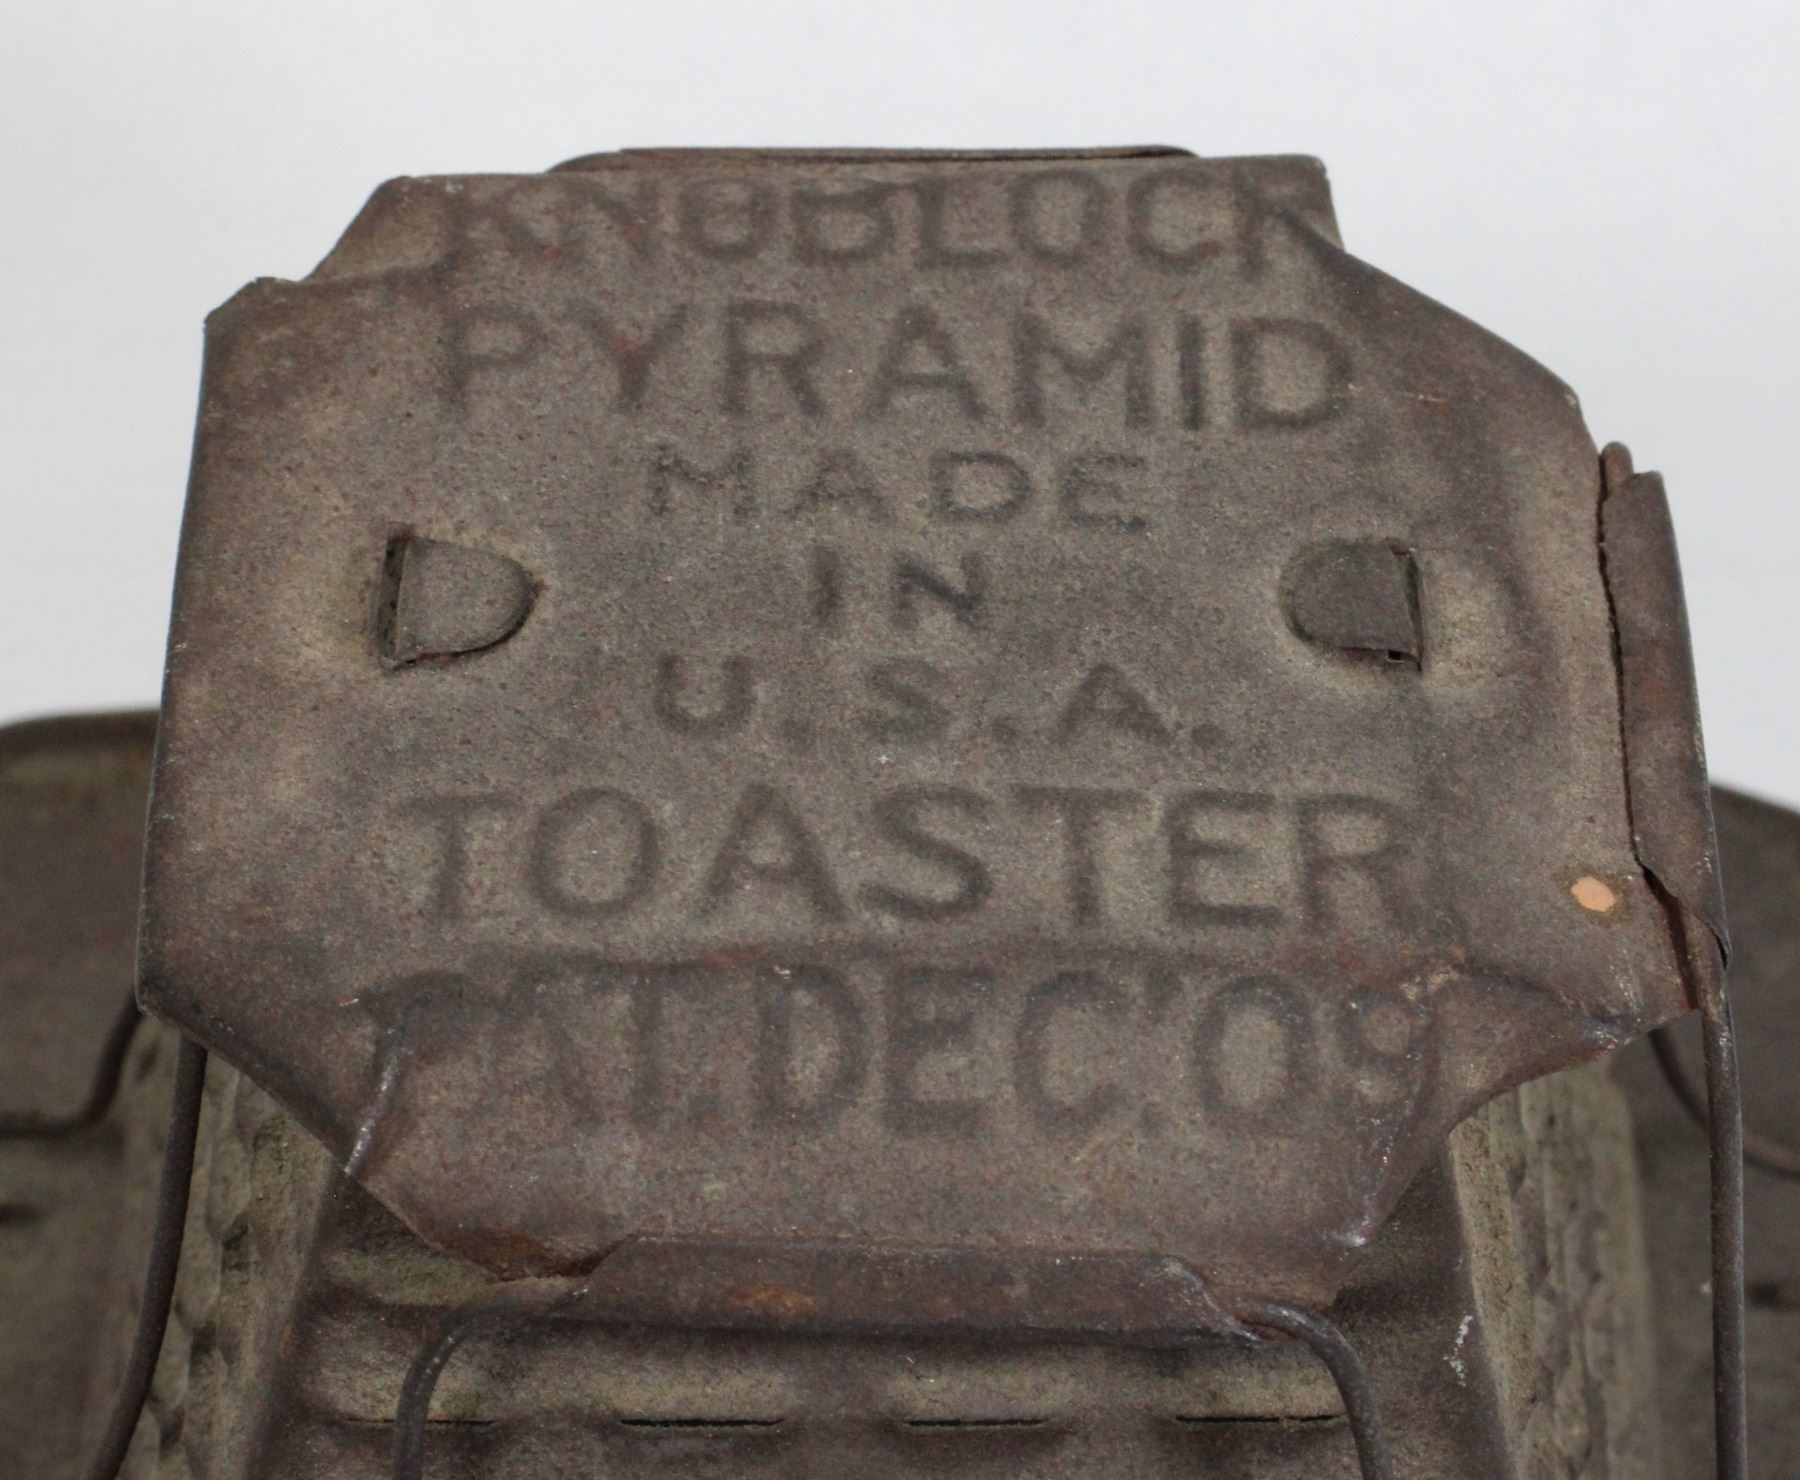 KNOBLOCK
PYRAMID
MADE
IN
U.S.A.
TOASTER
PAT. DEC. '09